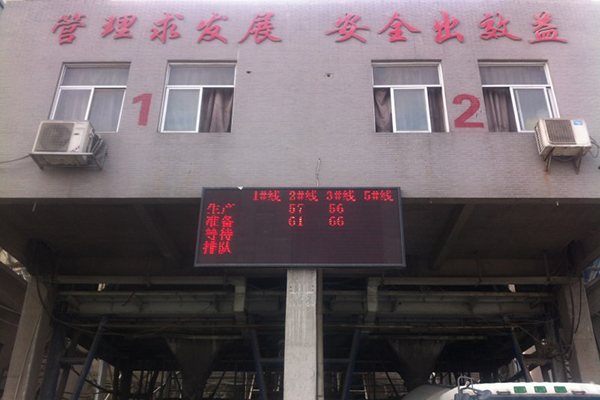 管理求发展 安全出效益
1 2
1#线 2#线 3#线 5#线
生产 57 56
准备 61 66
等待
排队